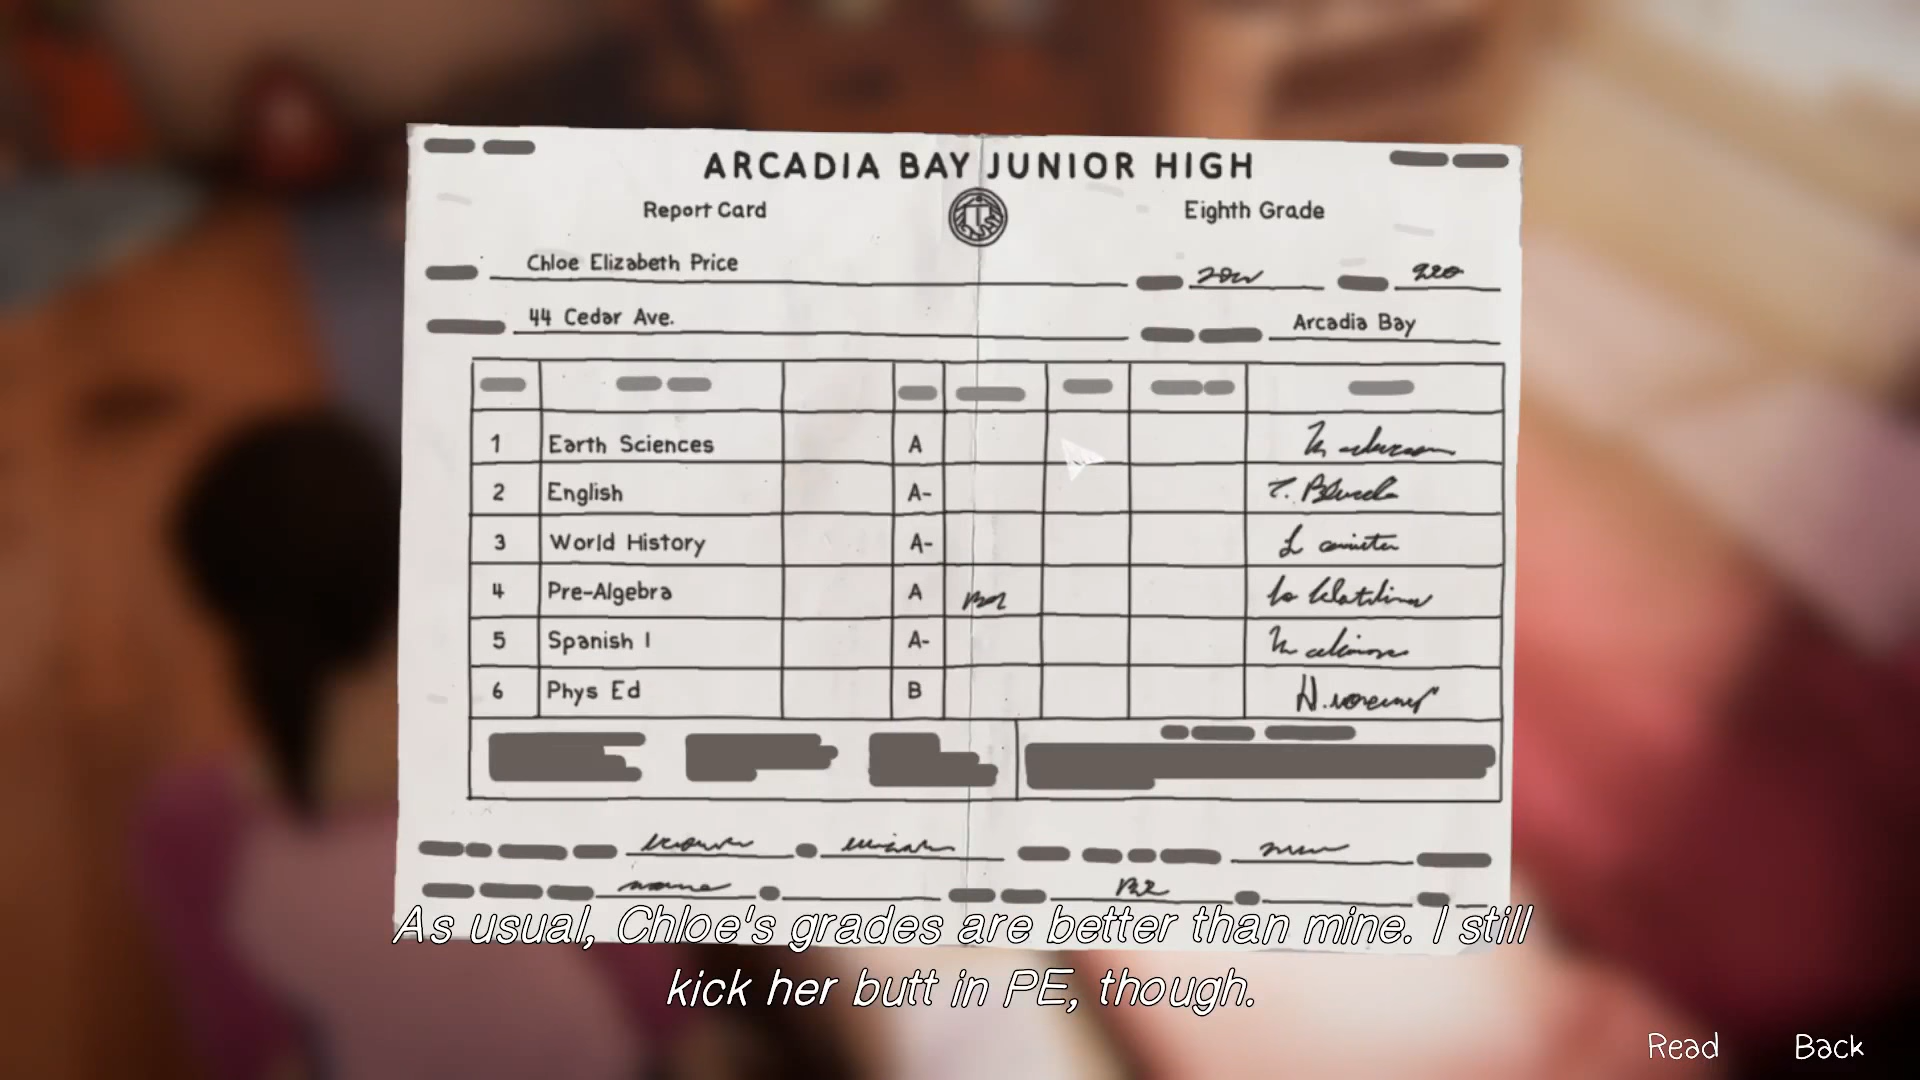 ARCADIA BAY JUNIOR HIGH
Report Card
Eighth Grade
Chloe Elizabeth Price
44 Cedar Ave.
Arcadia Bay
1 Earth Sciences A
2 English A-
3 World History A-
4 Pre-Algebra A
5 Spanish I A-
6 Phys Ed B
As usual, Chloe's grades are better than mine. I still
kick her butt in PE, though.
Read
Back